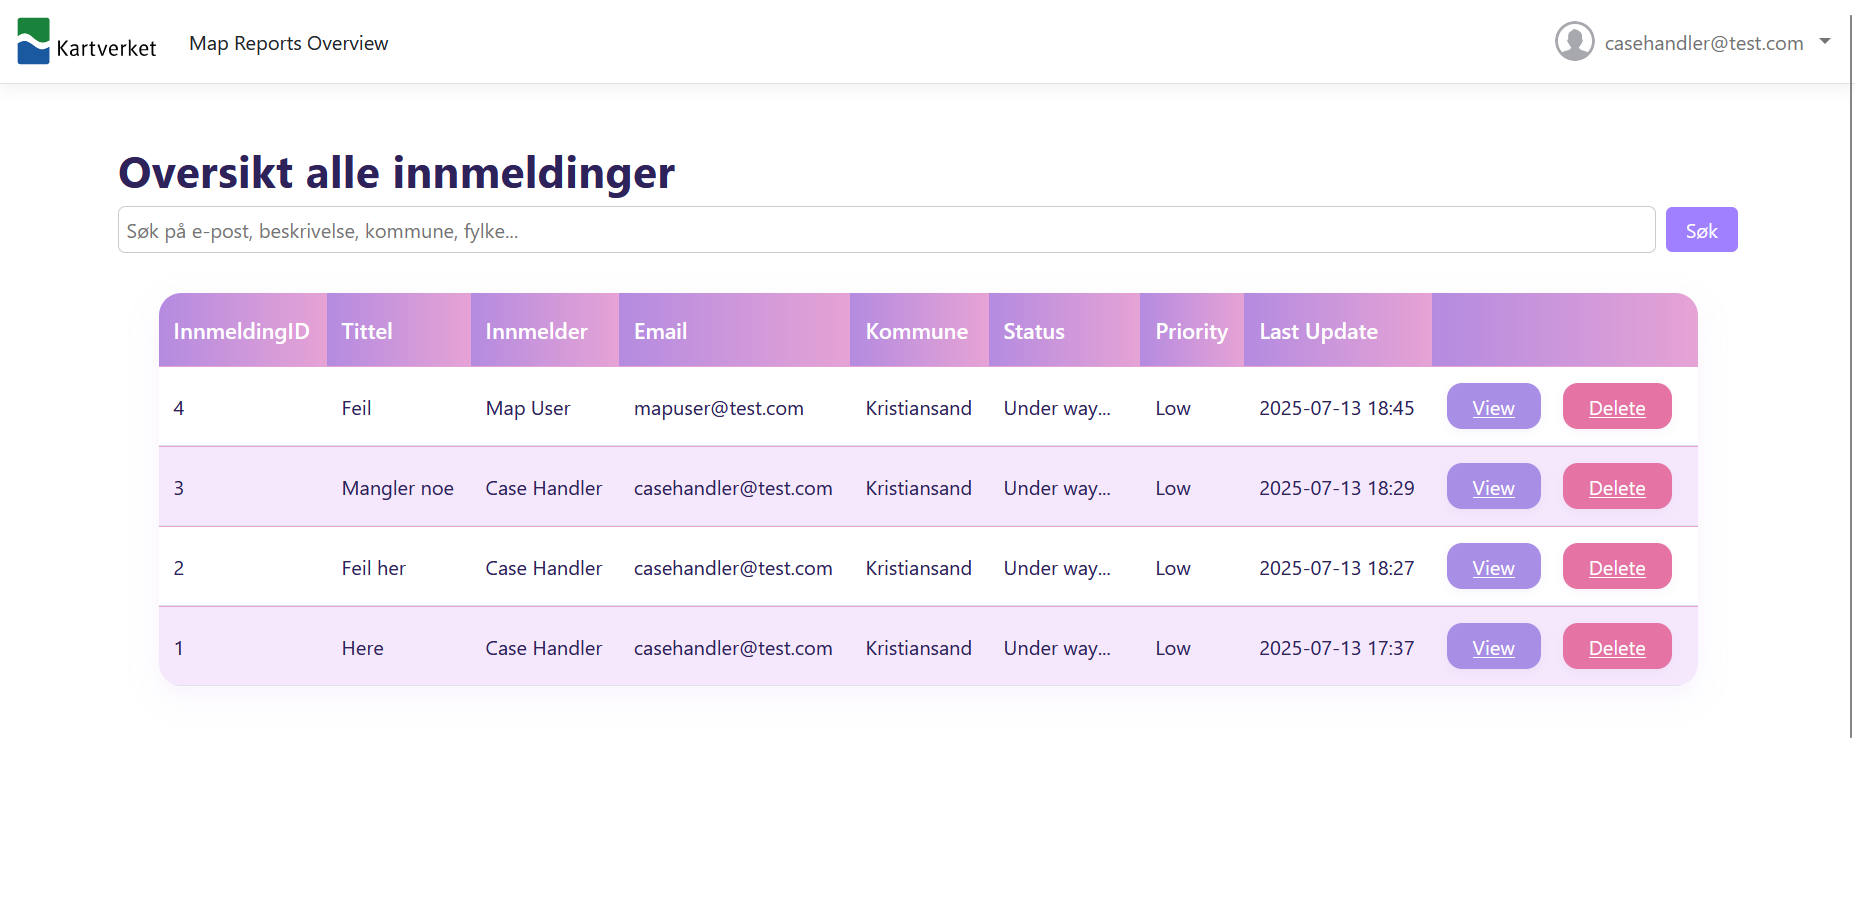 Kartverket Map Reports Overview casehandler@test.com
Oversikt alle innmeldinger
Søk på e-post, beskrivelse, kommune, fylke... Søk
InnmeldingID Tittel Innmelder Email Kommune Status Priority Last Update
4 Feil Map User mapuser@test.com Kristiansand Under way... Low 2025-07-13 18:45 View Delete
3 Mangler noe Case Handler casehandler@test.com Kristiansand Under way... Low 2025-07-13 18:29 View Delete
2 Feil her Case Handler casehandler@test.com Kristiansand Under way... Low 2025-07-13 18:27 View Delete
1 Here Case Handler casehandler@test.com Kristiansand Under way... Low 2025-07-13 17:37 View Delete